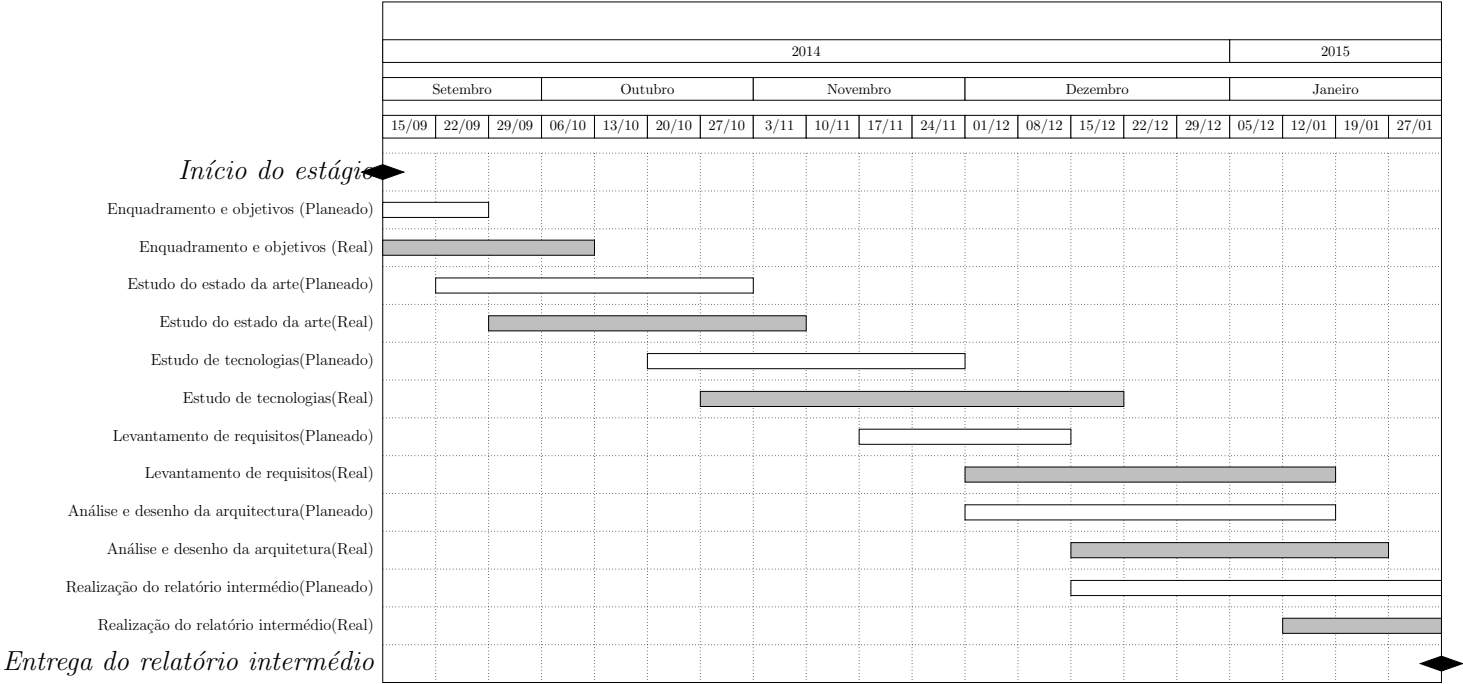 2014 2015
Setembro Outubro Novembro Dezembro Janeiro
15/09 22/09 29/09 06/10 13/10 20/10 27/10 3/11 10/11 17/11 24/11 01/12 08/12 15/12 22/12 29/12 05/12 12/01 19/01 27/01
Início do estágio
Enquadramento e objetivos (Planeado)
Enquadramento e objetivos (Real)
Estudo do estado da arte(Planeado)
Estudo do estado da arte(Real)
Estudo de tecnologias(Planeado)
Estudo de tecnologias(Real)
Levantamento de requisitos(Planeado)
Levantamento de requisitos(Real)
Análise e desenho da arquitectura(Planeado)
Análise e desenho da arquitetura(Real)
Realização do relatório intermédio(Planeado)
Realização do relatório intermédio(Real)
Entrega do relatório intermédio